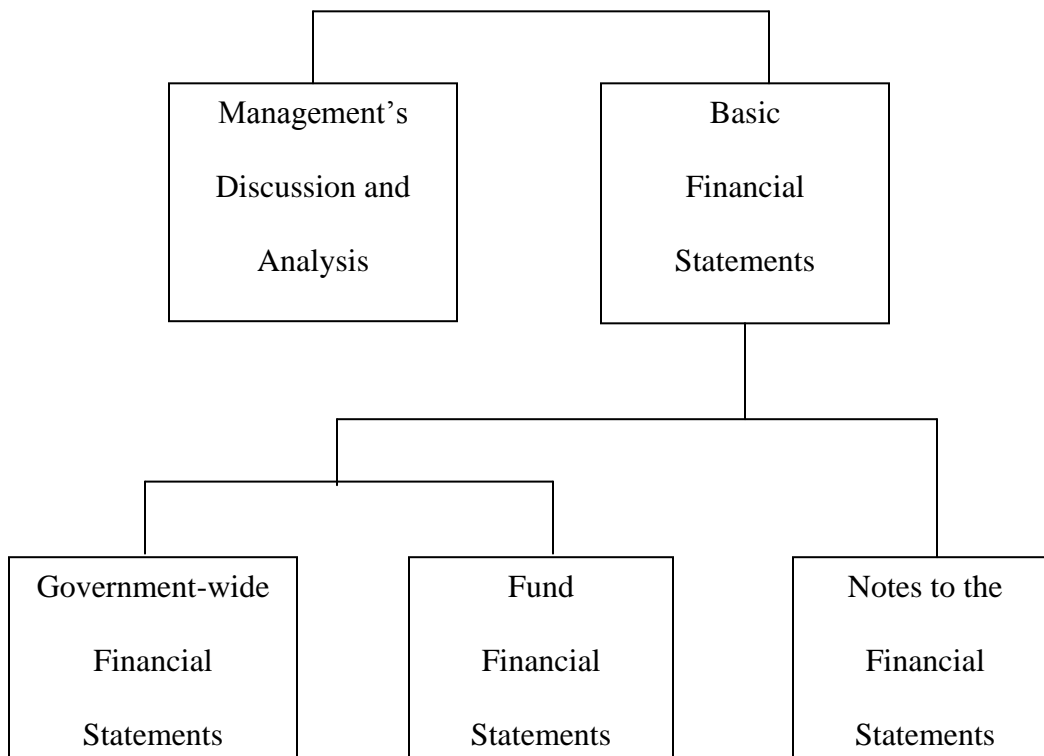 Management’s
Discussion and
Analysis
Basic
Financial
Statements
Government-wide
Financial
Statements
Fund
Financial
Statements
Notes to the
Financial
Statements